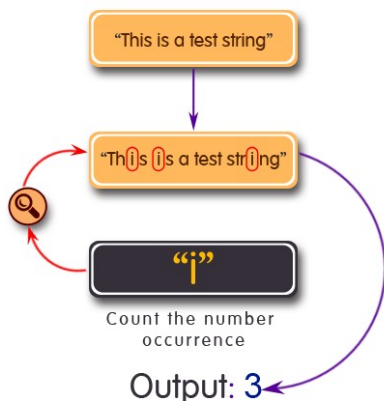 “This is a test string”
“This is a test string”
“i”
Count the number
occurrence
Output: 3